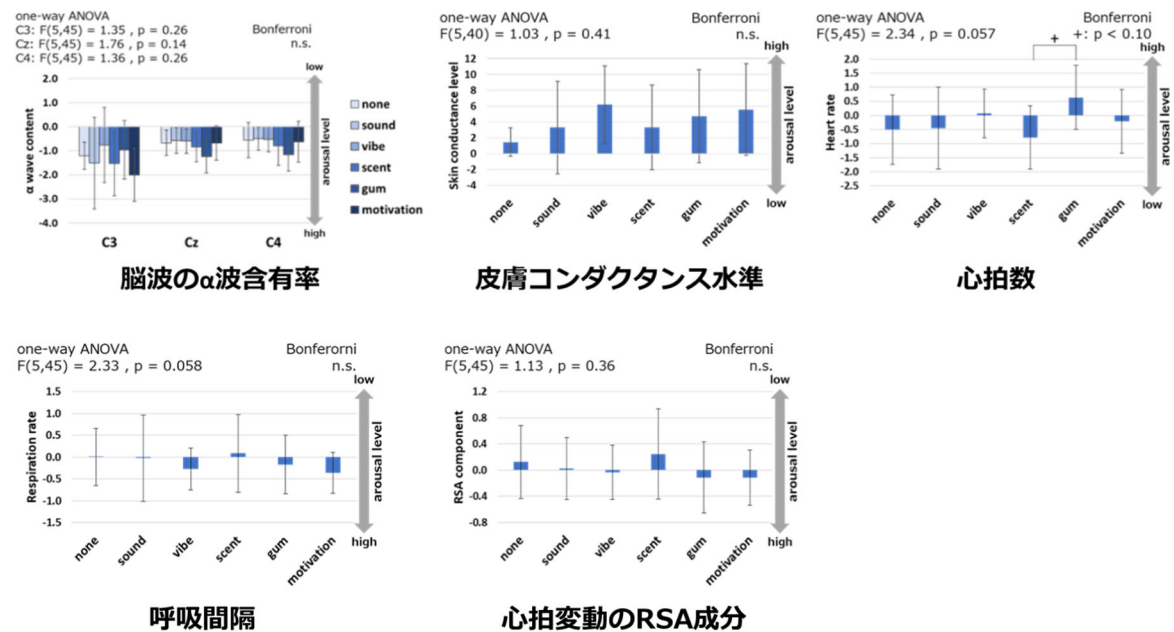 one-way ANOVA
C3: F(5,45) = 1.35 , p = 0.26
Cz: F(5,45) = 1.76 , p = 0.14
C4: F(5,45) = 1.36 , p = 0.26
Bonferroni
n.s.
low
2.0
1.0
0.0
-1.0
-2.0
-3.0
-4.0
α wave content
C3
Cz
C4
none
sound
vibe
scent
gum
motivation
arousal level
high
脳波のα波含有率
one-way ANOVA
F(5,40) = 1.03 , p = 0.41
Bonferroni
n.s.
high
12
10
8
6
4
2
0
-2
-4
Skin conductance level
none
sound
vibe
scent
gum
motivation
arousal level
low
皮膚コンダクタンス水準
one-way ANOVA
F(5,45) = 2.34 , p = 0.057
Bonferroni
+: p < 0.10
+
high
2.0
1.5
1.0
0.5
0.0
-0.5
-1.0
-1.5
-2.0
-2.5
Heart rate
none
sound
vibe
scent
gum
motivation
arousal level
low
心拍数
one-way ANOVA
F(5,45) = 2.33 , p = 0.058
Bonferorni
n.s.
low
1.5
1.0
0.5
0.0
-0.5
-1.0
-1.5
Respiration rate
none
sound
vibe
scent
gum
motivation
arousal level
high
呼吸間隔
one-way ANOVA
F(5,45) = 1.13 , p = 0.36
Bonferroni
n.s.
low
1.2
0.8
0.4
0.0
-0.4
-0.8
RSA component
none
sound
vibe
scent
gum
motivation
arousal level
high
心拍変動のRSA成分